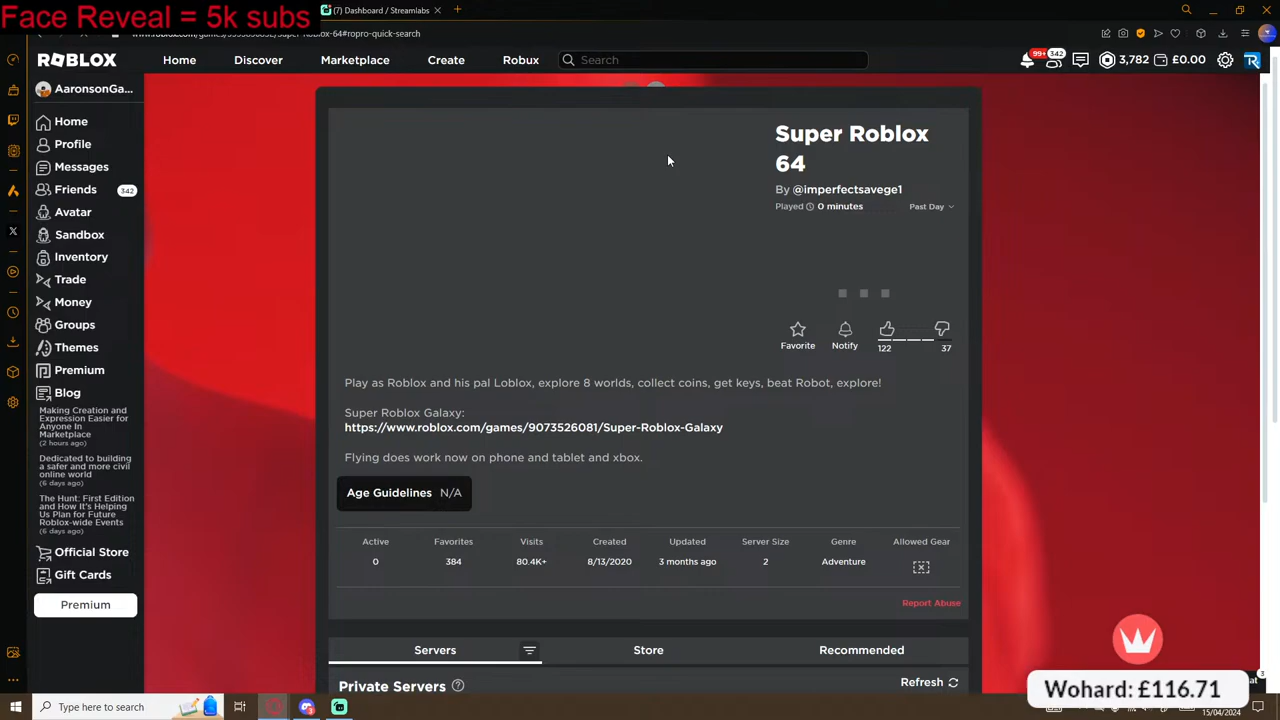 Face Reveal = 5k subs
(7) Dashboard / Streamlabs
ROBLOX
Home
Discover
Marketplace
Create
Robux
Search
99+
342
3,782
£0.00
AaronsonGa...
Home
Profile
Messages
Friends
342
Avatar
Sandbox
Inventory
Trade
Money
Groups
Themes
Premium
Blog
Making Creation and
Expression Easier for
Anyone In
Marketplace
(2 hours ago)
Dedicated to building
a safer and more civil
online world
(6 days ago)
The Hunt: First Edition
and How It's Helping
Us Plan for Future
Roblox-wide Events
(6 days ago)
Official Store
Gift Cards
Premium
Super Roblox
64
By @imperfectsavege1
Played 0 minutes
Past Day
Favorite
Notify
122
37
Play as Roblox and his pal Loblox, explore 8 worlds, collect coins, get keys, beat Robot, explore!
Super Roblox Galaxy:
https://www.roblox.com/games/9073526081/Super-Roblox-Galaxy
Flying does work now on phone and tablet and xbox.
Age Guidelines N/A
Active Favorites Visits Created Updated Server Size Genre Allowed Gear
0 384 80.4K+ 8/13/2020 3 months ago 2 Adventure
Report Abuse
Servers
Store
Recommended
Private Servers
Refresh
Wohard: £116.71
Type here to search
15/04/2024